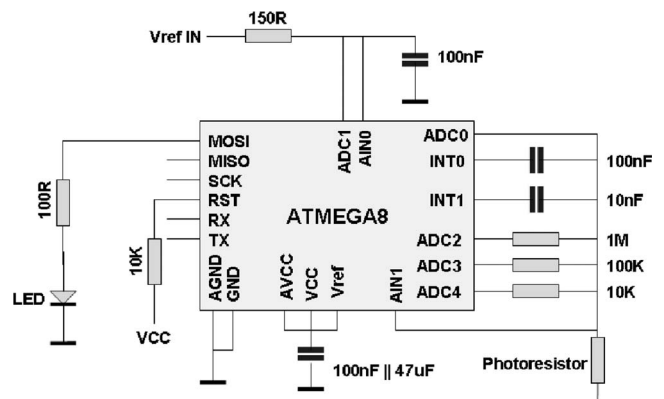 150R
Vref IN
100nF
ADC1
AIN0
MOSI
MISO
SCK
RST
RX
TX
ATMEGA8
ADC0
INT0
INT1
ADC2
ADC3
ADC4
100nF
10nF
1M
100K
10K
100R
10K
LED
VCC
AGND
GND
AVCC
VCC
Vref
AIN1
100nF || 47uF
Photoresistor